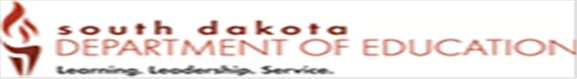 south dakota
DEPARTMENT OF EDUCATION
Learning. Leadership. Service.